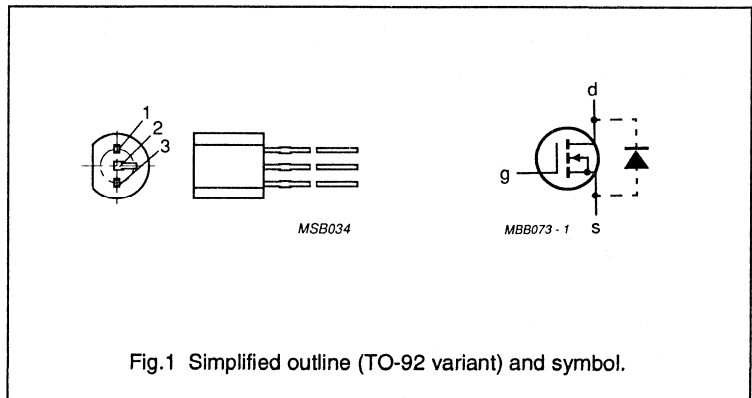 1
2
3
MSB034
d
g
MBB073 - 1
s
Fig.1 Simplified outline (TO-92 variant) and symbol.